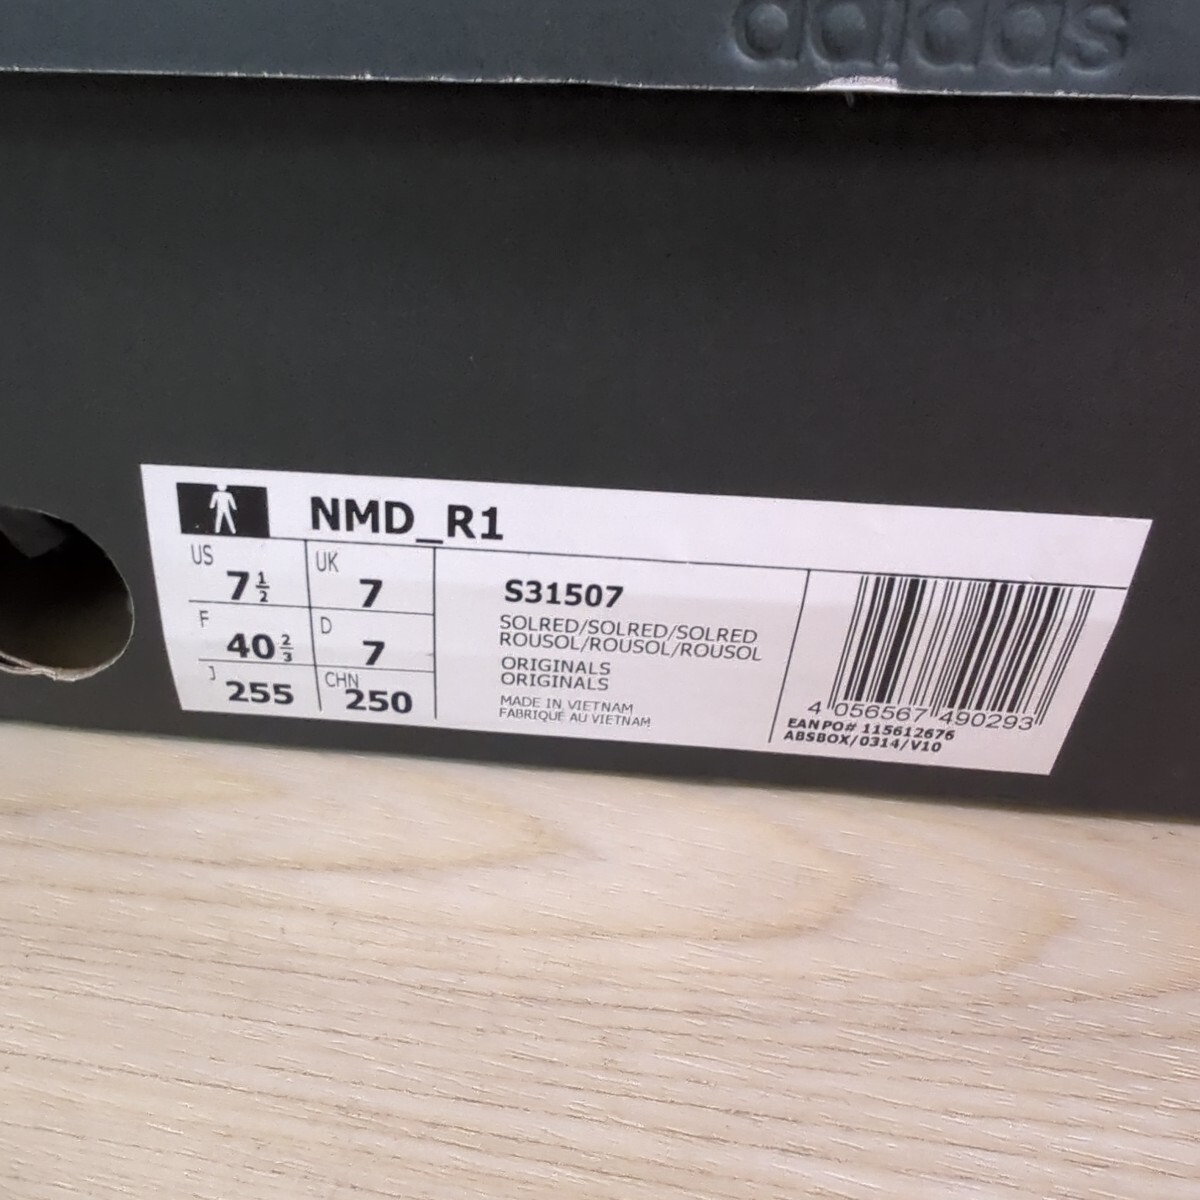 adidas
NMD_R1
US 7½ UK 7
F 40⅔ D 7
J 255 CHN 250
S31507
SOLRED/SOLRED/SOLRED
ROUSOL/ROUSOL/ROUSOL
ORIGINALS
ORIGINALS
MADE IN VIETNAM
FABRIQUÉ AU VIETNAM
4 056567 490293
EAN PO# 115612676
ABSBOX/0314/V10